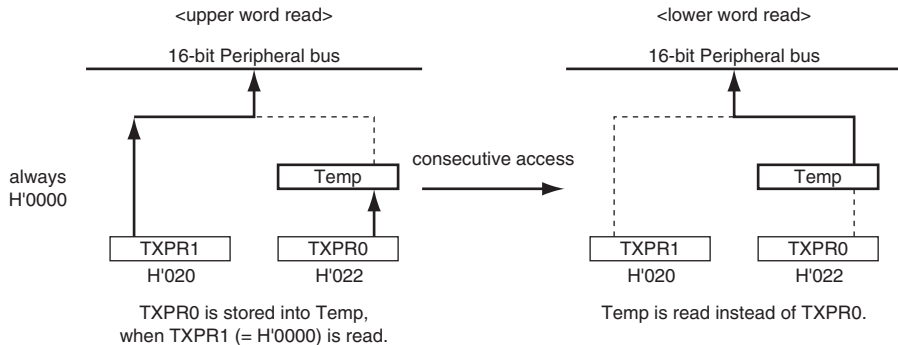 <upper word read>
16-bit Peripheral bus
always
H'0000
Temp
TXPR1
TXPR0
H'020
H'022
TXPR0 is stored into Temp,
when TXPR1 (= H'0000) is read.
consecutive access
<lower word read>
16-bit Peripheral bus
Temp
TXPR1
TXPR0
H'020
H'022
Temp is read instead of TXPR0.